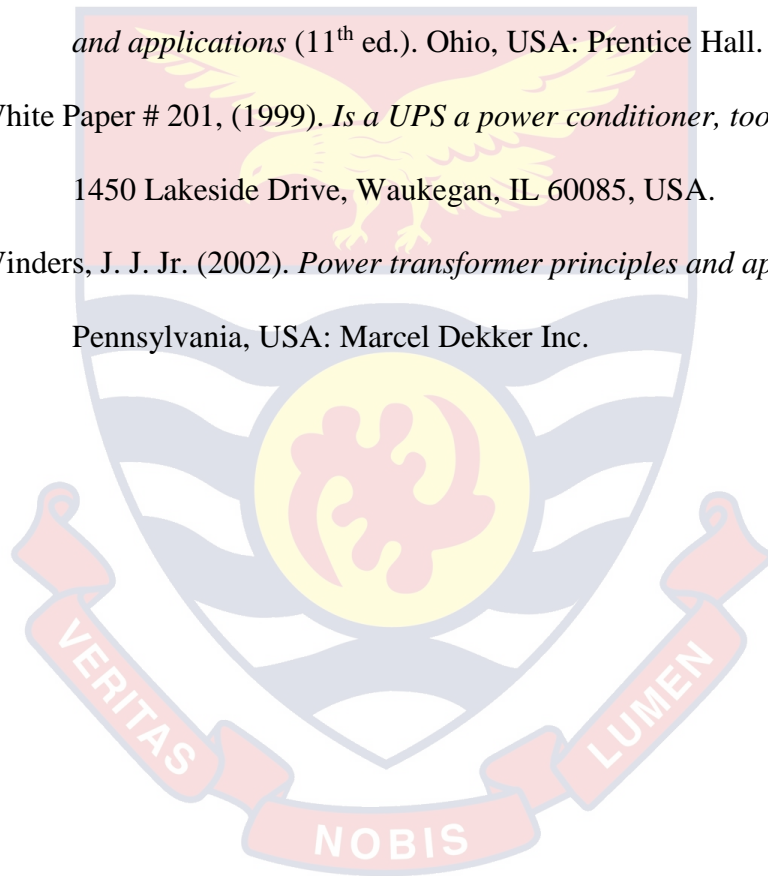 and applications (11th ed.). Ohio, USA: Prentice Hall.
hite Paper # 201, (1999). Is a UPS a power conditioner, too
1450 Lakeside Drive, Waukegan, IL 60085, USA.
inders, J. J. Jr. (2002). Power transformer principles and ap
Pennsylvania, USA: Marcel Dekker Inc.
VERITAS
NOBIS
LUMEN